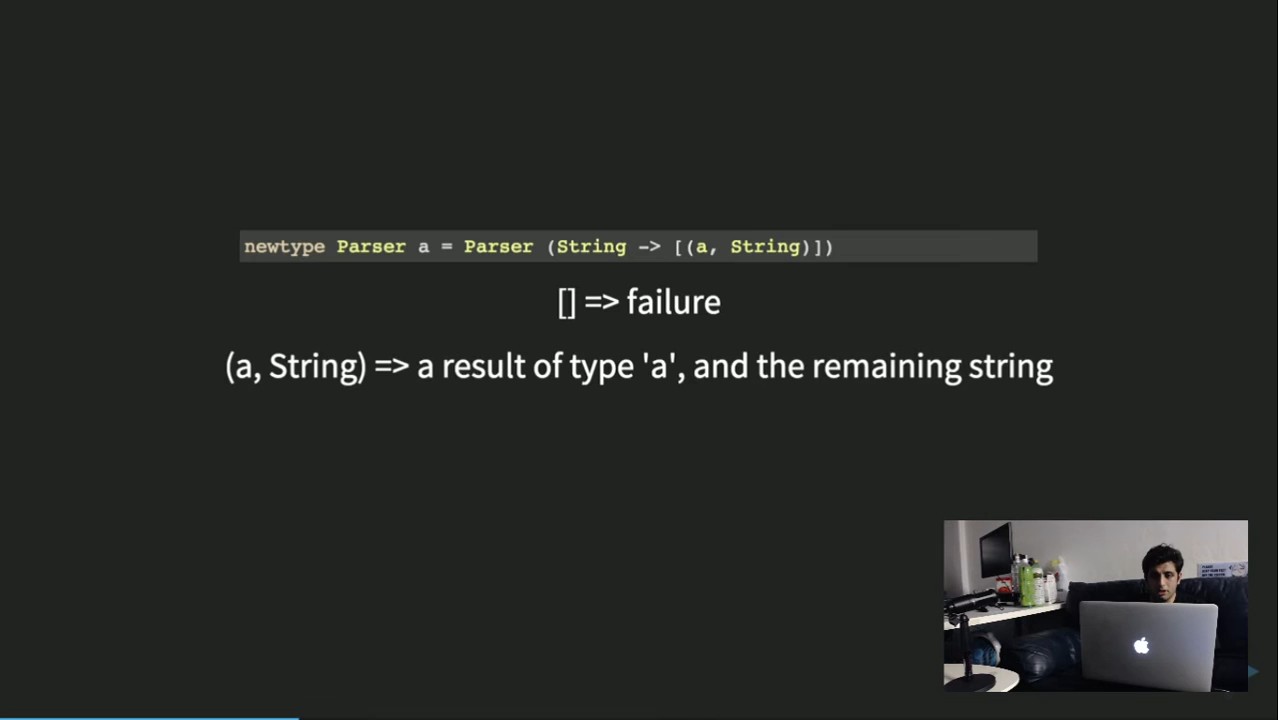 newtype Parser a = Parser (String -> [(a, String)])
[] => failure
(a, String) => a result of type 'a', and the remaining string